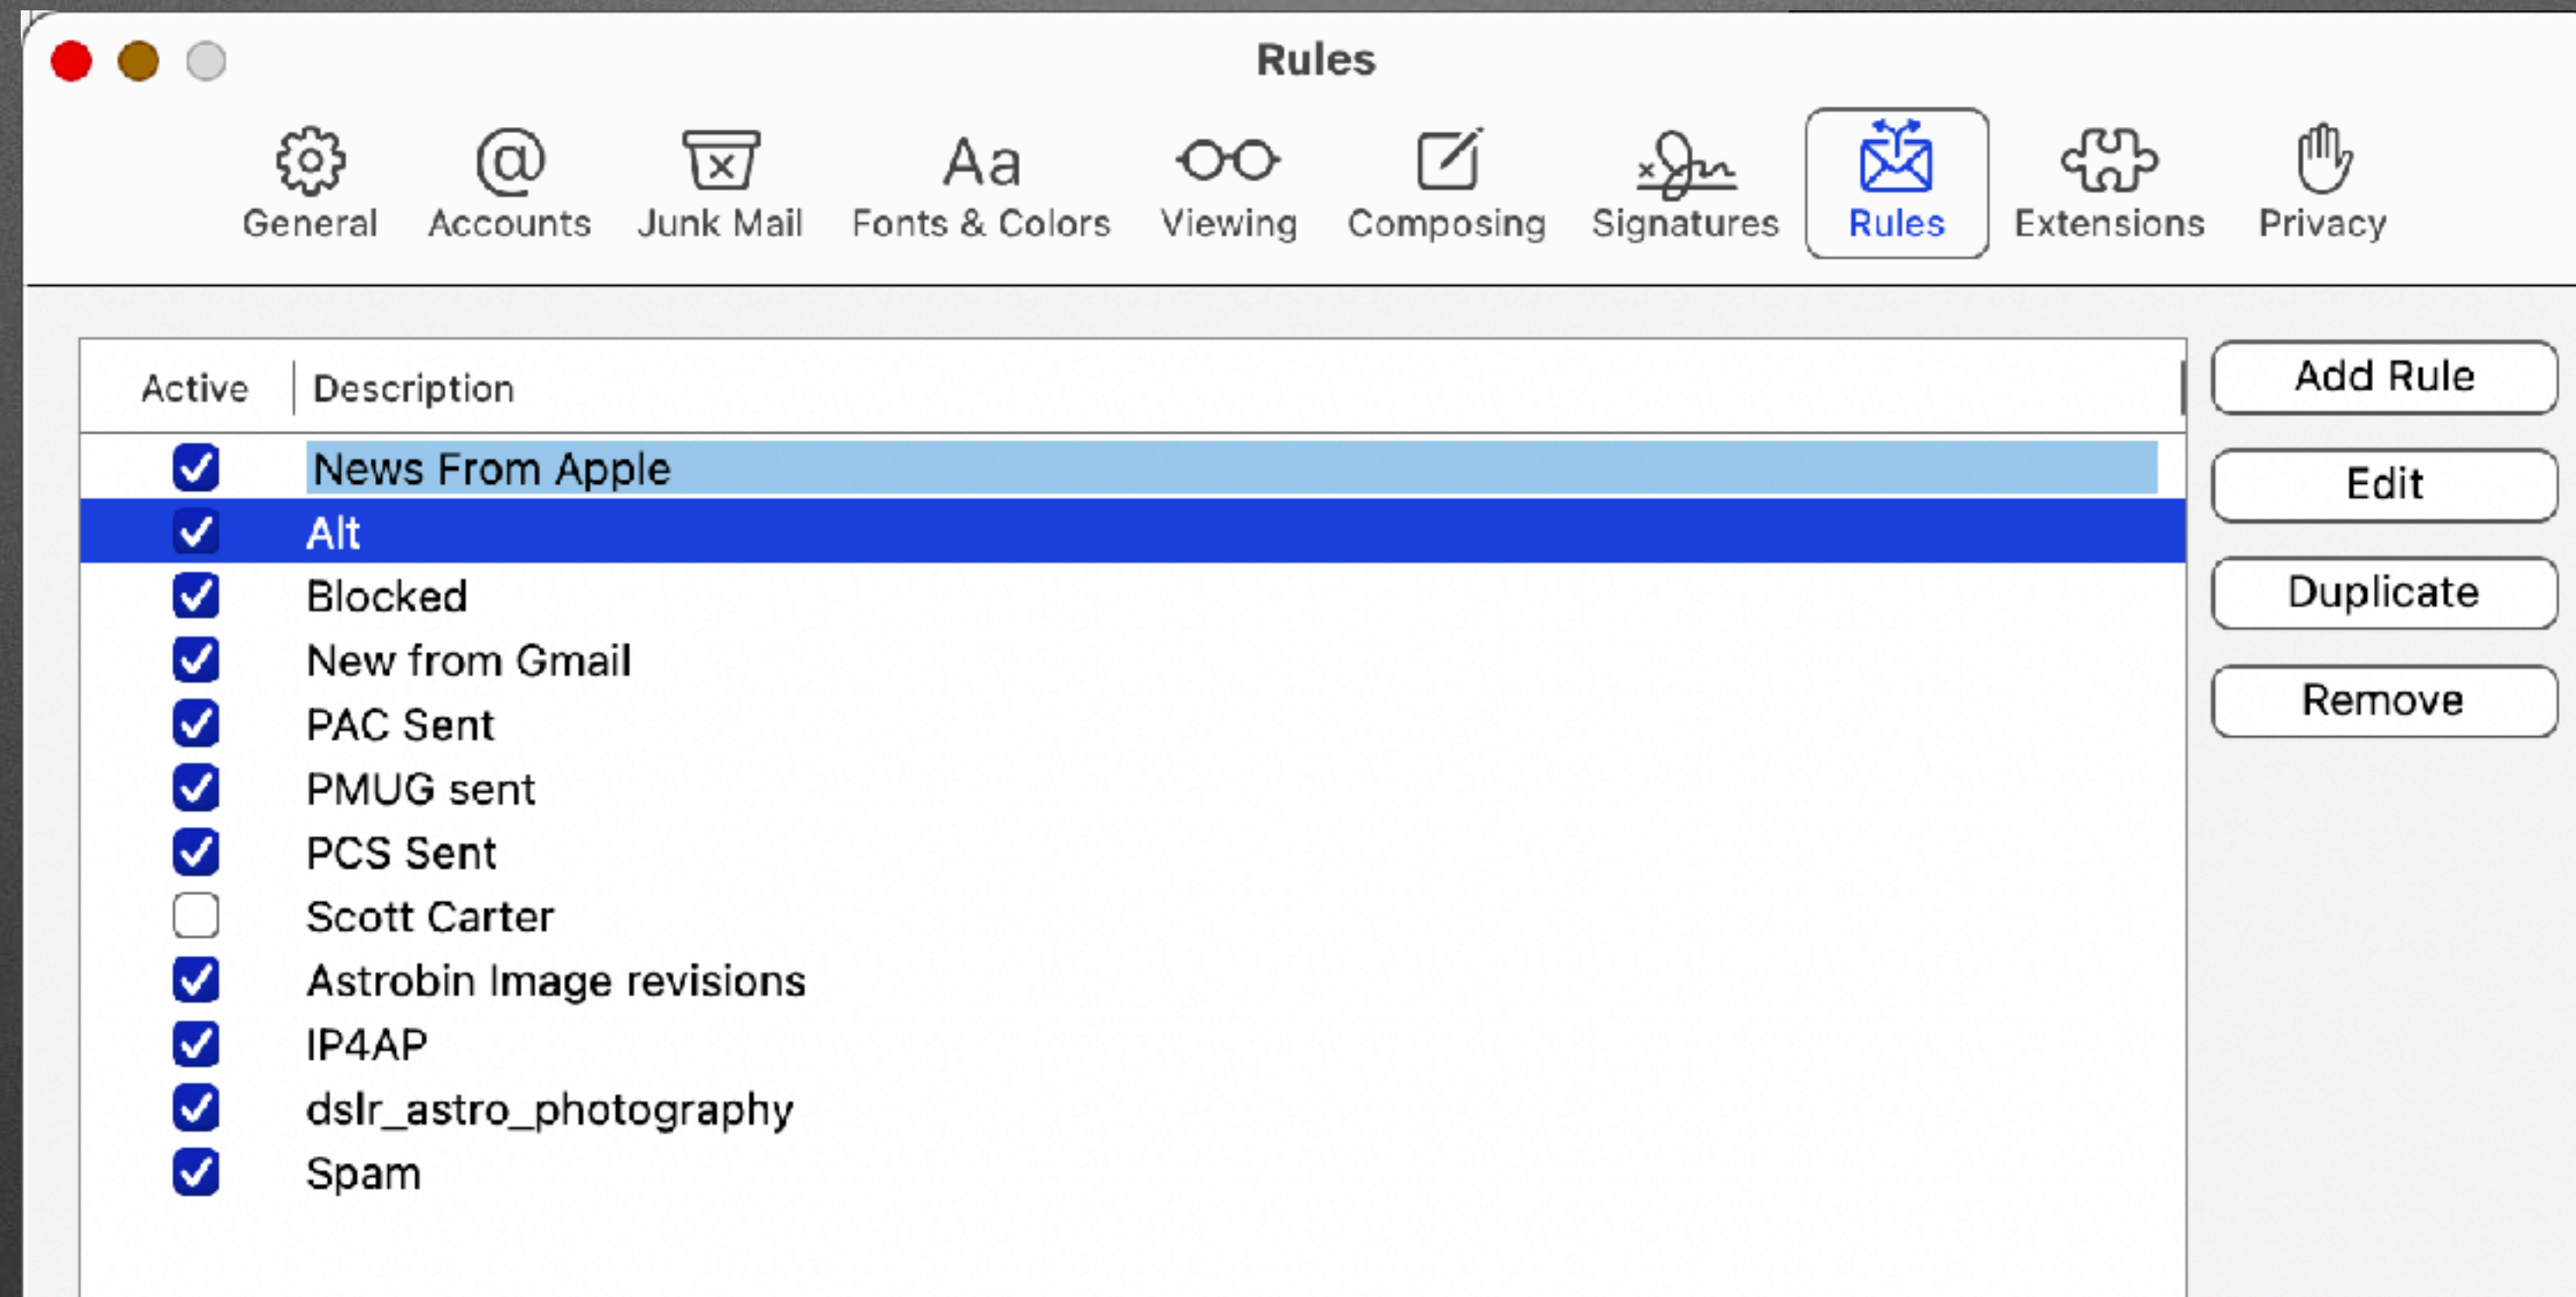 Rules
General Accounts Junk Mail Fonts & Colors Viewing Composing Signatures Rules Extensions Privacy
Active Description
News From Apple
Alt
Blocked
New from Gmail
PAC Sent
PMUG sent
PCS Sent
Scott Carter
Astrobin Image revisions
IP4AP
dslr_astro_photography
Spam
Add Rule
Edit
Duplicate
Remove